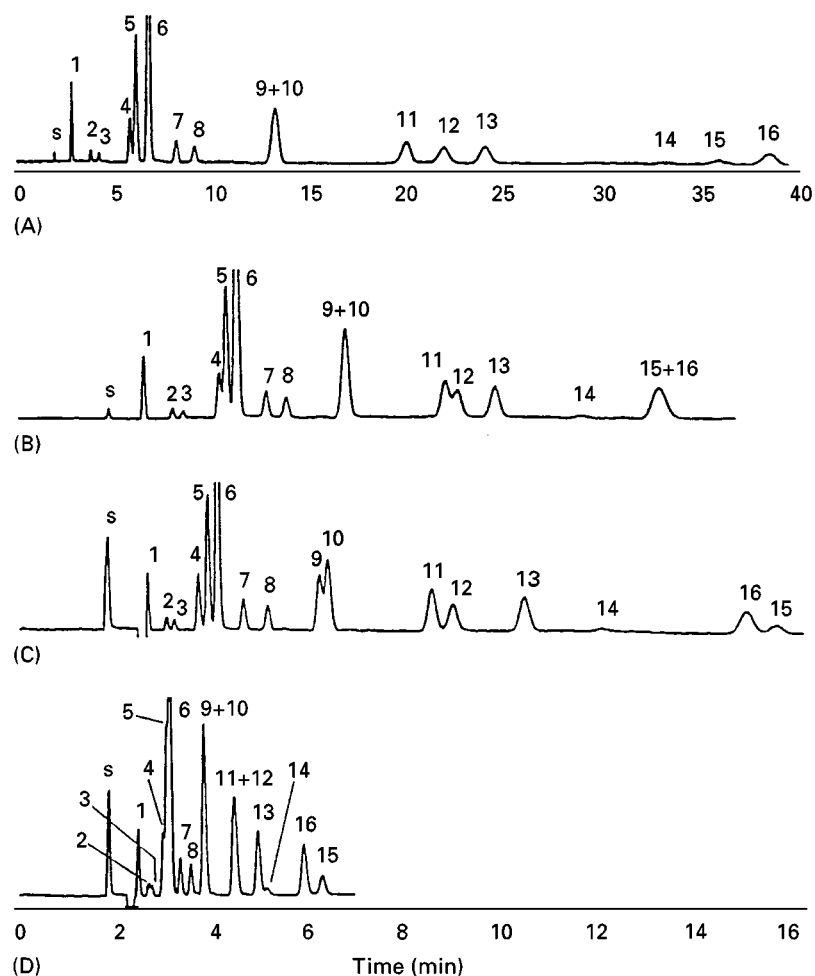 5 6
1
4
9+10
s 2 3 7 8 11 12 13 14 15 16
0 5 10 15 20 25 30 35 40
(A)
5 6
9+10
1
4
s 2 3 7 8 11 12 13 14 15+16
(B)
5 6
s
10
1 4 9
2 3 7 8 11 12 13 14 16 15
(C)
5 6 9+10
s 4 11+12 14
3 1 7 13 16
2 8 15
0 2 4 6 8 10 12 14 16
(D) Time (min)